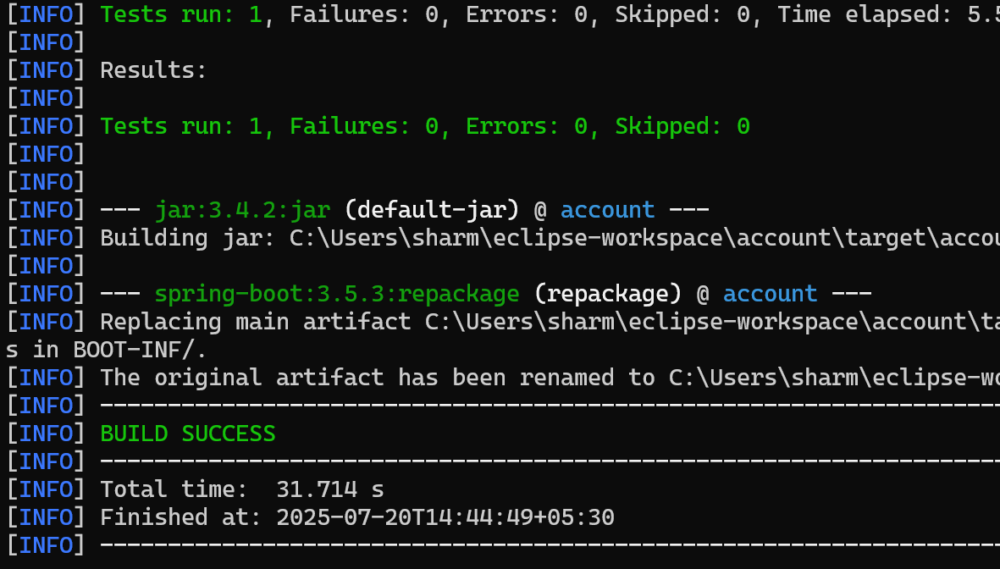 [INFO] Tests run: 1, Failures: 0, Errors: 0, Skipped: 0, Time elapsed: 5.5
[INFO]
[INFO] Results:
[INFO]
[INFO] Tests run: 1, Failures: 0, Errors: 0, Skipped: 0
[INFO]
[INFO]
[INFO] --- jar:3.4.2:jar (default-jar) @ account ---
[INFO] Building jar: C:\Users\sharm\eclipse-workspace\account\target\accou
[INFO]
[INFO] --- spring-boot:3.5.3:repackage (repackage) @ account ---
[INFO] Replacing main artifact C:\Users\sharm\eclipse-workspace\account\ta
s in BOOT-INF/.
[INFO] The original artifact has been renamed to C:\Users\sharm\eclipse-wo
[INFO] ------------------------------------------------------------------------
[INFO] BUILD SUCCESS
[INFO] ------------------------------------------------------------------------
[INFO] Total time:  31.714 s
[INFO] Finished at: 2025-07-20T14:44:49+05:30
[INFO] ------------------------------------------------------------------------